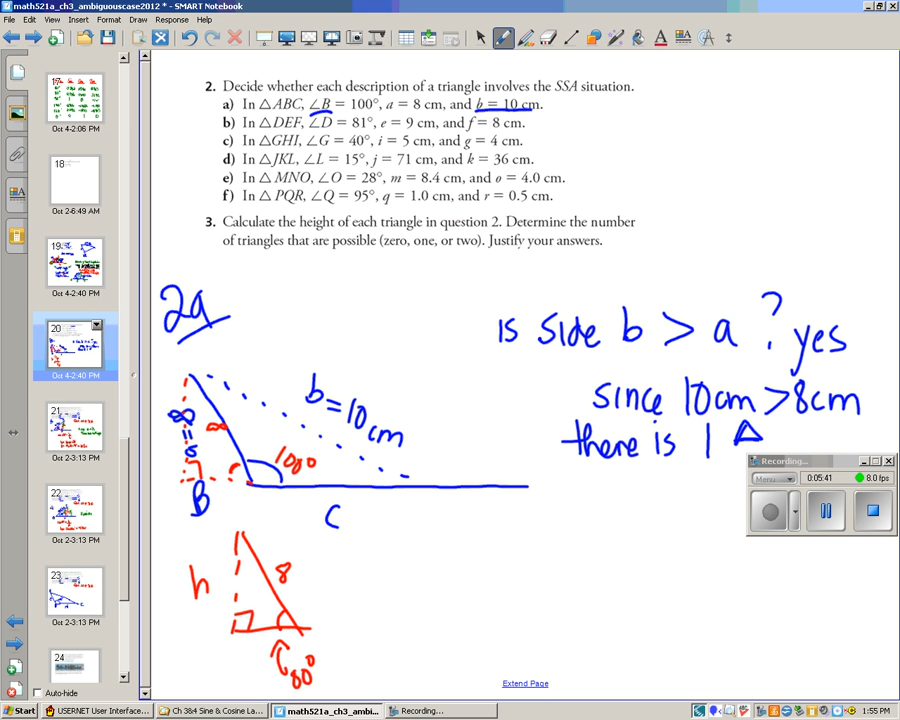 math521a_ch3_ambiguouscase2012 * - SMART Notebook
File Edit View Insert Format Draw Response Help
17
Oct 4-2:06 PM
18
Oct 2-6:49 AM
19
Oct 4-2:40 PM
20
Oct 4-2:40 PM
21
Oct 2-3:13 PM
22
Oct 2-3:13 PM
23
Oct 2-3:13 PM
24
Auto-hide
2. Decide whether each description of a triangle involves the SSA situation.
a) In △ABC, ∠B = 100°, a = 8 cm, and b = 10 cm.
b) In △DEF, ∠D = 81°, e = 9 cm, and f = 8 cm.
c) In △GHI, ∠G = 40°, i = 5 cm, and g = 4 cm.
d) In △JKL, ∠L = 15°, j = 71 cm, and k = 36 cm.
e) In △MNO, ∠O = 28°, m = 8.4 cm, and o = 4.0 cm.
f) In △PQR, ∠Q = 95°, q = 1.0 cm, and r = 0.5 cm.
3. Calculate the height of each triangle in question 2. Determine the number
of triangles that are possible (zero, one, or two). Justify your answers.
2a
is side b > a ? yes
since 10cm > 8cm
there is 1 △
b = 10 cm
100°
B
C
h
8
80°
Recording...
Menu
0:05:41
8.0 fps
Extend Page
Start
USERNET User Interface...
Ch 3&4 Sine & Cosine La...
math521a_ch3_ambi...
Recording...
1:55 PM